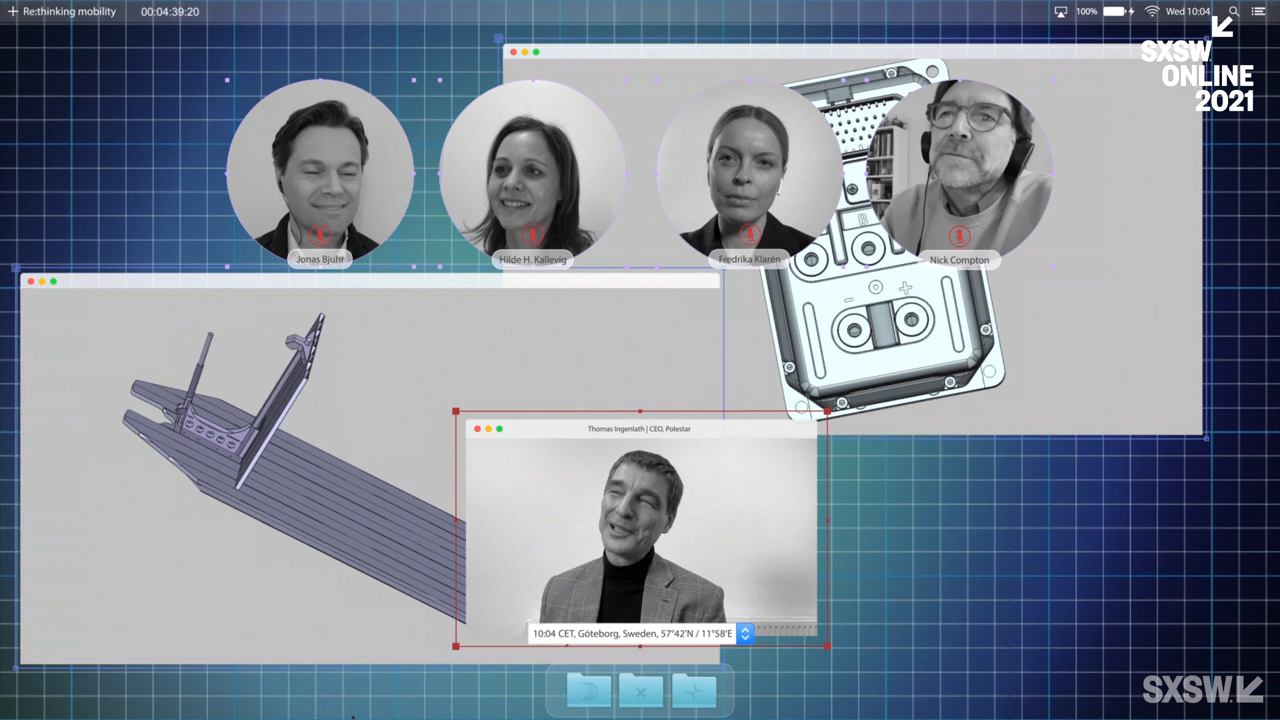 Re:thinking mobility
00:04:39:20
100%
Wed 10:04
SXSW
ONLINE
2021
Jonas Bjuhr
Hilde H. Kallevig
Fredrika Klarén
Nick Compton
B
Thomas Ingenlath | CEO, Polestar
10:04 CET, Göteborg, Sweden, 57°42'N / 11°58'E
SXSW